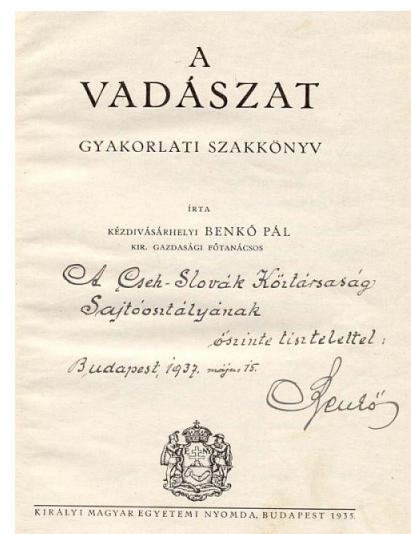 A
VADÁSZAT
GYAKORLATI SZAKKÖNYV
ÍRTA
KÉZDIVÁSÁRHELYI BENKŐ PÁL
KIR. GAZDASÁGI FŐTANÁCSOS
A Cseh-Slovák Köztársaság
Sajtóosztályának
őszinte tisztelettel:
Budapest, 1937. május 15.
Benkő
KIRÁLYI MAGYAR EGYETEMI NYOMDA, BUDAPEST 1935.